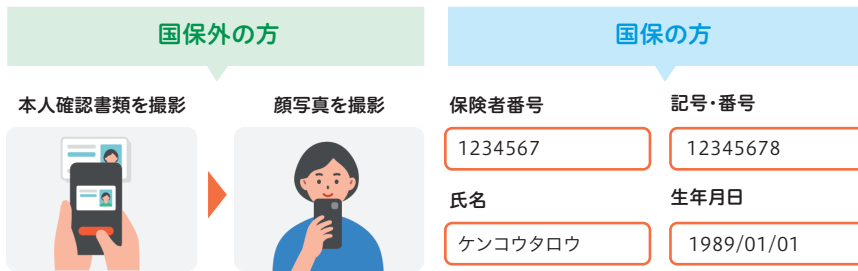 国保外の方
本人確認書類を撮影
顔写真を撮影
国保の方
保険者番号
記号・番号
1234567
12345678
氏名
生年月日
ケンコウタロウ
1989/01/01